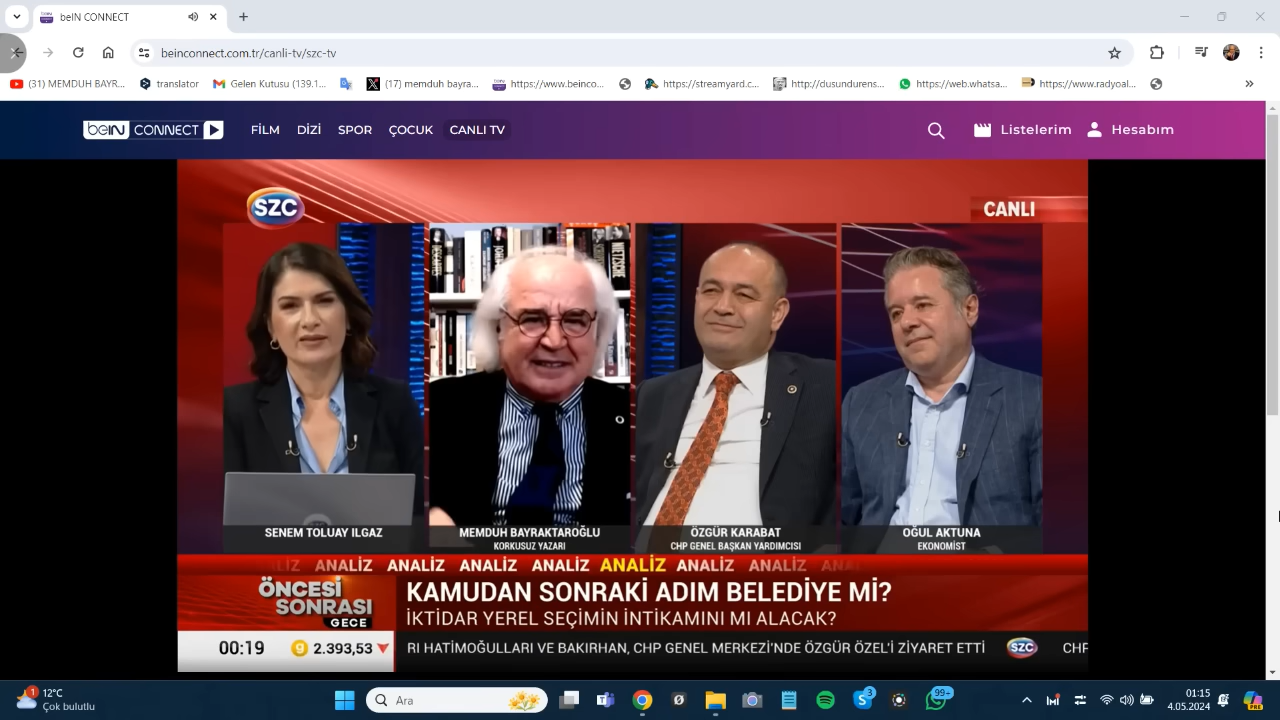 beIN CONNECT
beinconnect.com.tr/canli-tv/szc-tv
(31) MEMDUH BAYR...
translator
Gelen Kutusu (139.1...
(17) memduh bayra...
https://www.beinco...
https://streamyard.c...
http://dusundurens...
https://web.whatsa...
https://www.radyoal...
»
beIN CONNECT
FİLM
DİZİ
SPOR
ÇOCUK
CANLI TV
Listelerim
Hesabım
SZC
CANLI
NIETZSCHE
SENEM TOLUAY ILGAZ
MEMDUH BAYRAKTAROĞLU
KORKUSUZ YAZARI
ÖZGÜR KARABAT
CHP GENEL BAŞKAN YARDIMCISI
OĞUL AKTUNA
EKONOMİST
LİZ ANALİZ ANALİZ ANALİZ ANALİZ ANALİZ ANALİZ ANALİZ ANA
ÖNCESİ
SONRASI
GECE
KAMUDAN SONRAKİ ADIM BELEDİYE Mİ?
İKTİDAR YEREL SEÇİMİN İNTİKAMINI MI ALACAK?
00:19
2.393,53
RI HATİMOĞULLARI VE BAKIRHAN, CHP GENEL MERKEZİ'NDE ÖZGÜR ÖZEL'İ ZİYARET ETTİ
SZC
CHP
1
12°C
Çok bulutlu
Ara
3
99+
01:15
4.05.2024